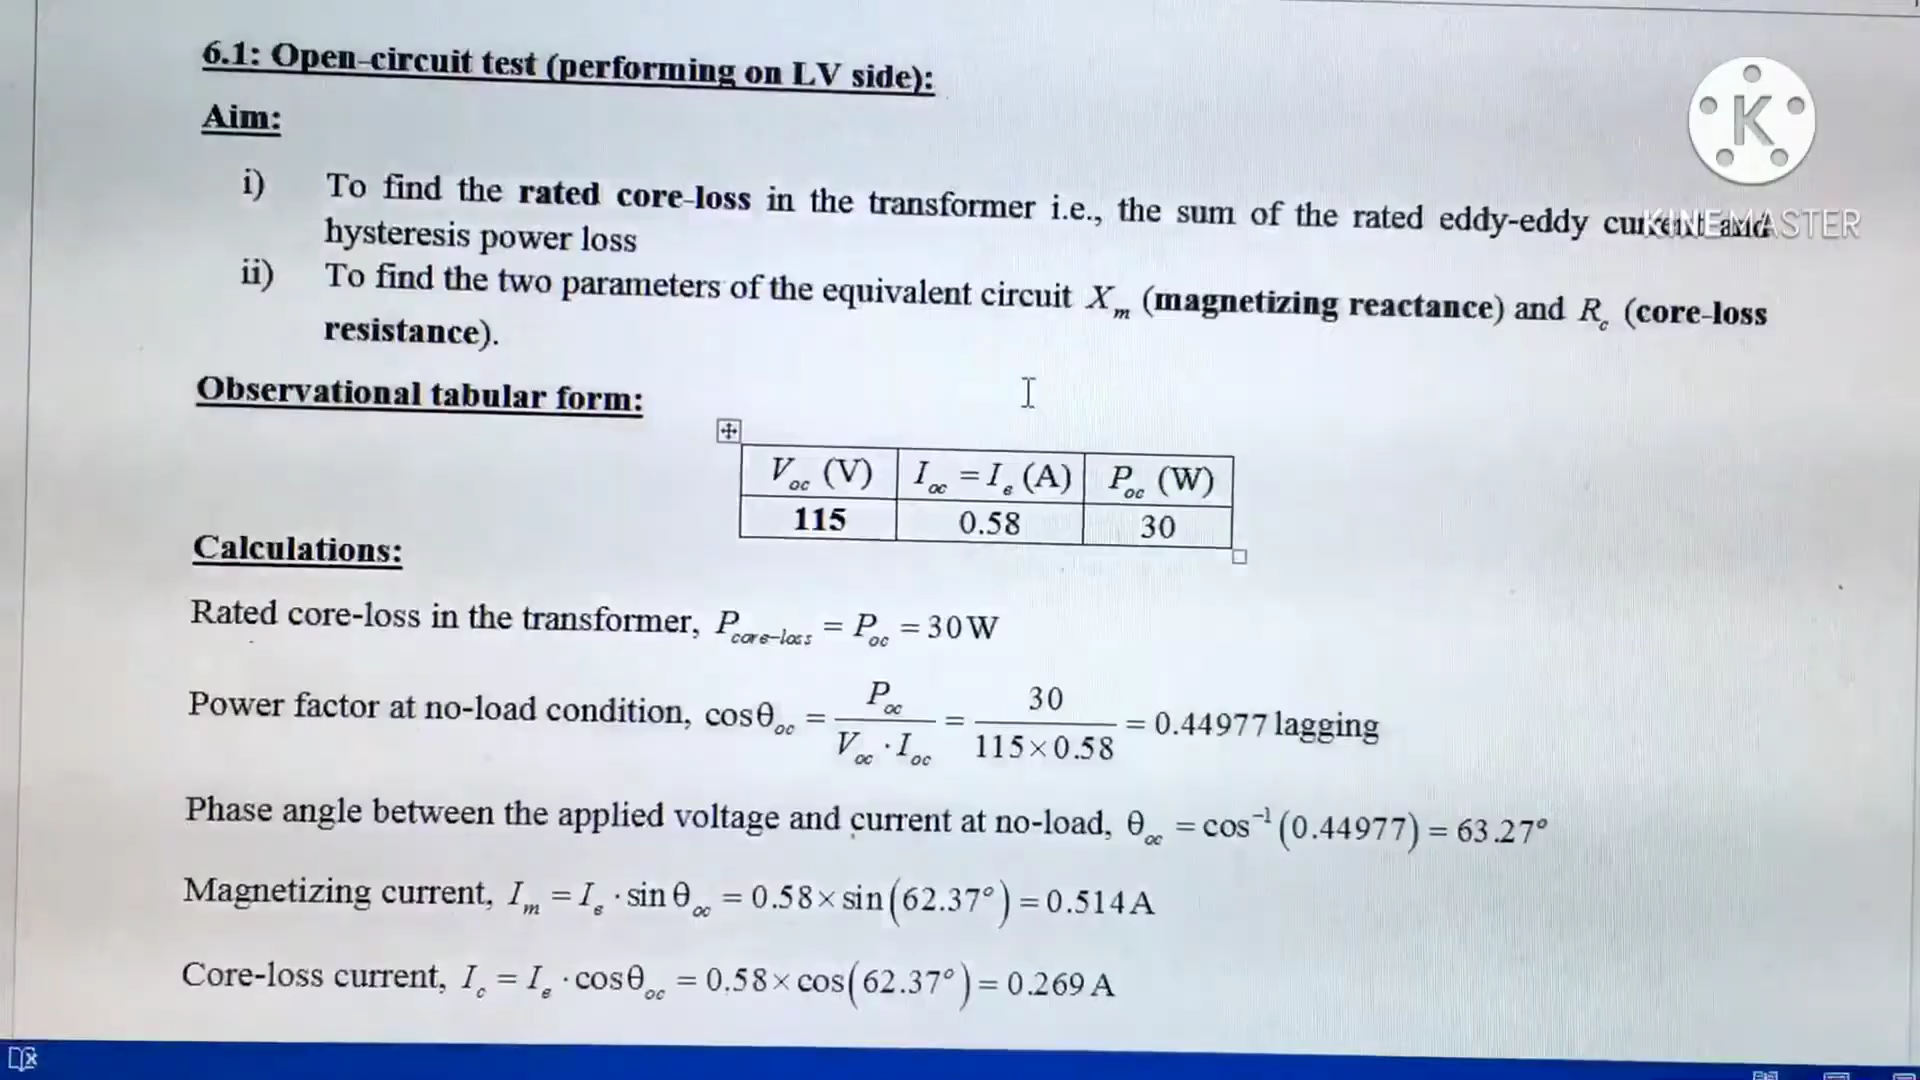 6.1: Open-circuit test (performing on LV side):
Aim:
i) To find the rated core-loss in the transformer i.e., the sum of the rated eddy-eddy current and
hysteresis power loss
ii) To find the two parameters of the equivalent circuit Xm (magnetizing reactance) and Rc (core-loss
resistance).
Observational tabular form:
Voc (V) Ioc = Ie (A) Poc (W)
115 0.58 30
Calculations:
Rated core-loss in the transformer, Pcore-loss = Poc = 30W
Power factor at no-load condition, cosθoc = Poc / (Voc · Ioc) = 30 / (115×0.58) = 0.44977 lagging
Phase angle between the applied voltage and current at no-load, θoc = cos⁻¹(0.44977) = 63.27°
Magnetizing current, Im = Ie · sinθoc = 0.58×sin(62.37°) = 0.514A
Core-loss current, Ic = Ie · cosθoc = 0.58×cos(62.37°) = 0.269A
K
KINEMASTER